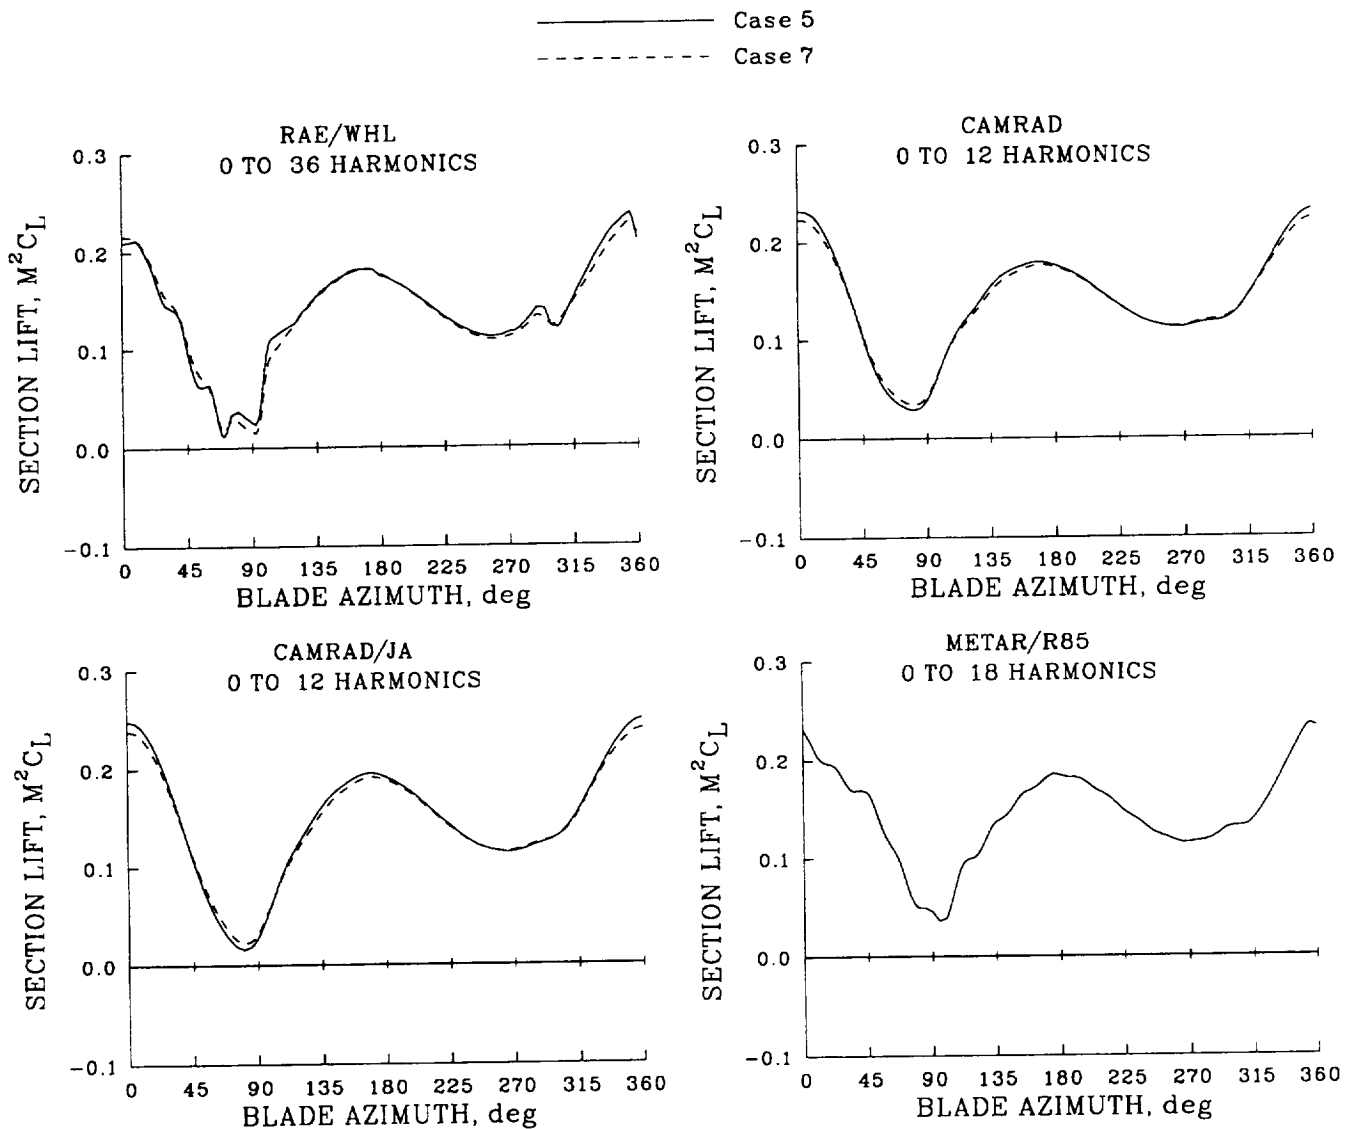 Case 5
Case 7
RAE/WHL
0 TO 36 HARMONICS
0.3
0.2
0.1
0.0
-0.1
SECTION LIFT, M²CL
0 45 90 135 180 225 270 315 360
BLADE AZIMUTH, deg
CAMRAD
0 TO 12 HARMONICS
0.3
0.2
0.1
0.0
-0.1
SECTION LIFT, M²CL
0 45 90 135 180 225 270 315 360
BLADE AZIMUTH, deg
CAMRAD/JA
0 TO 12 HARMONICS
0.3
0.2
0.1
0.0
-0.1
SECTION LIFT, M²CL
0 45 90 135 180 225 270 315 360
BLADE AZIMUTH, deg
METAR/R85
0 TO 18 HARMONICS
0.3
0.2
0.1
0.0
-0.1
SECTION LIFT, M²CL
0 45 90 135 180 225 270 315 360
BLADE AZIMUTH, deg